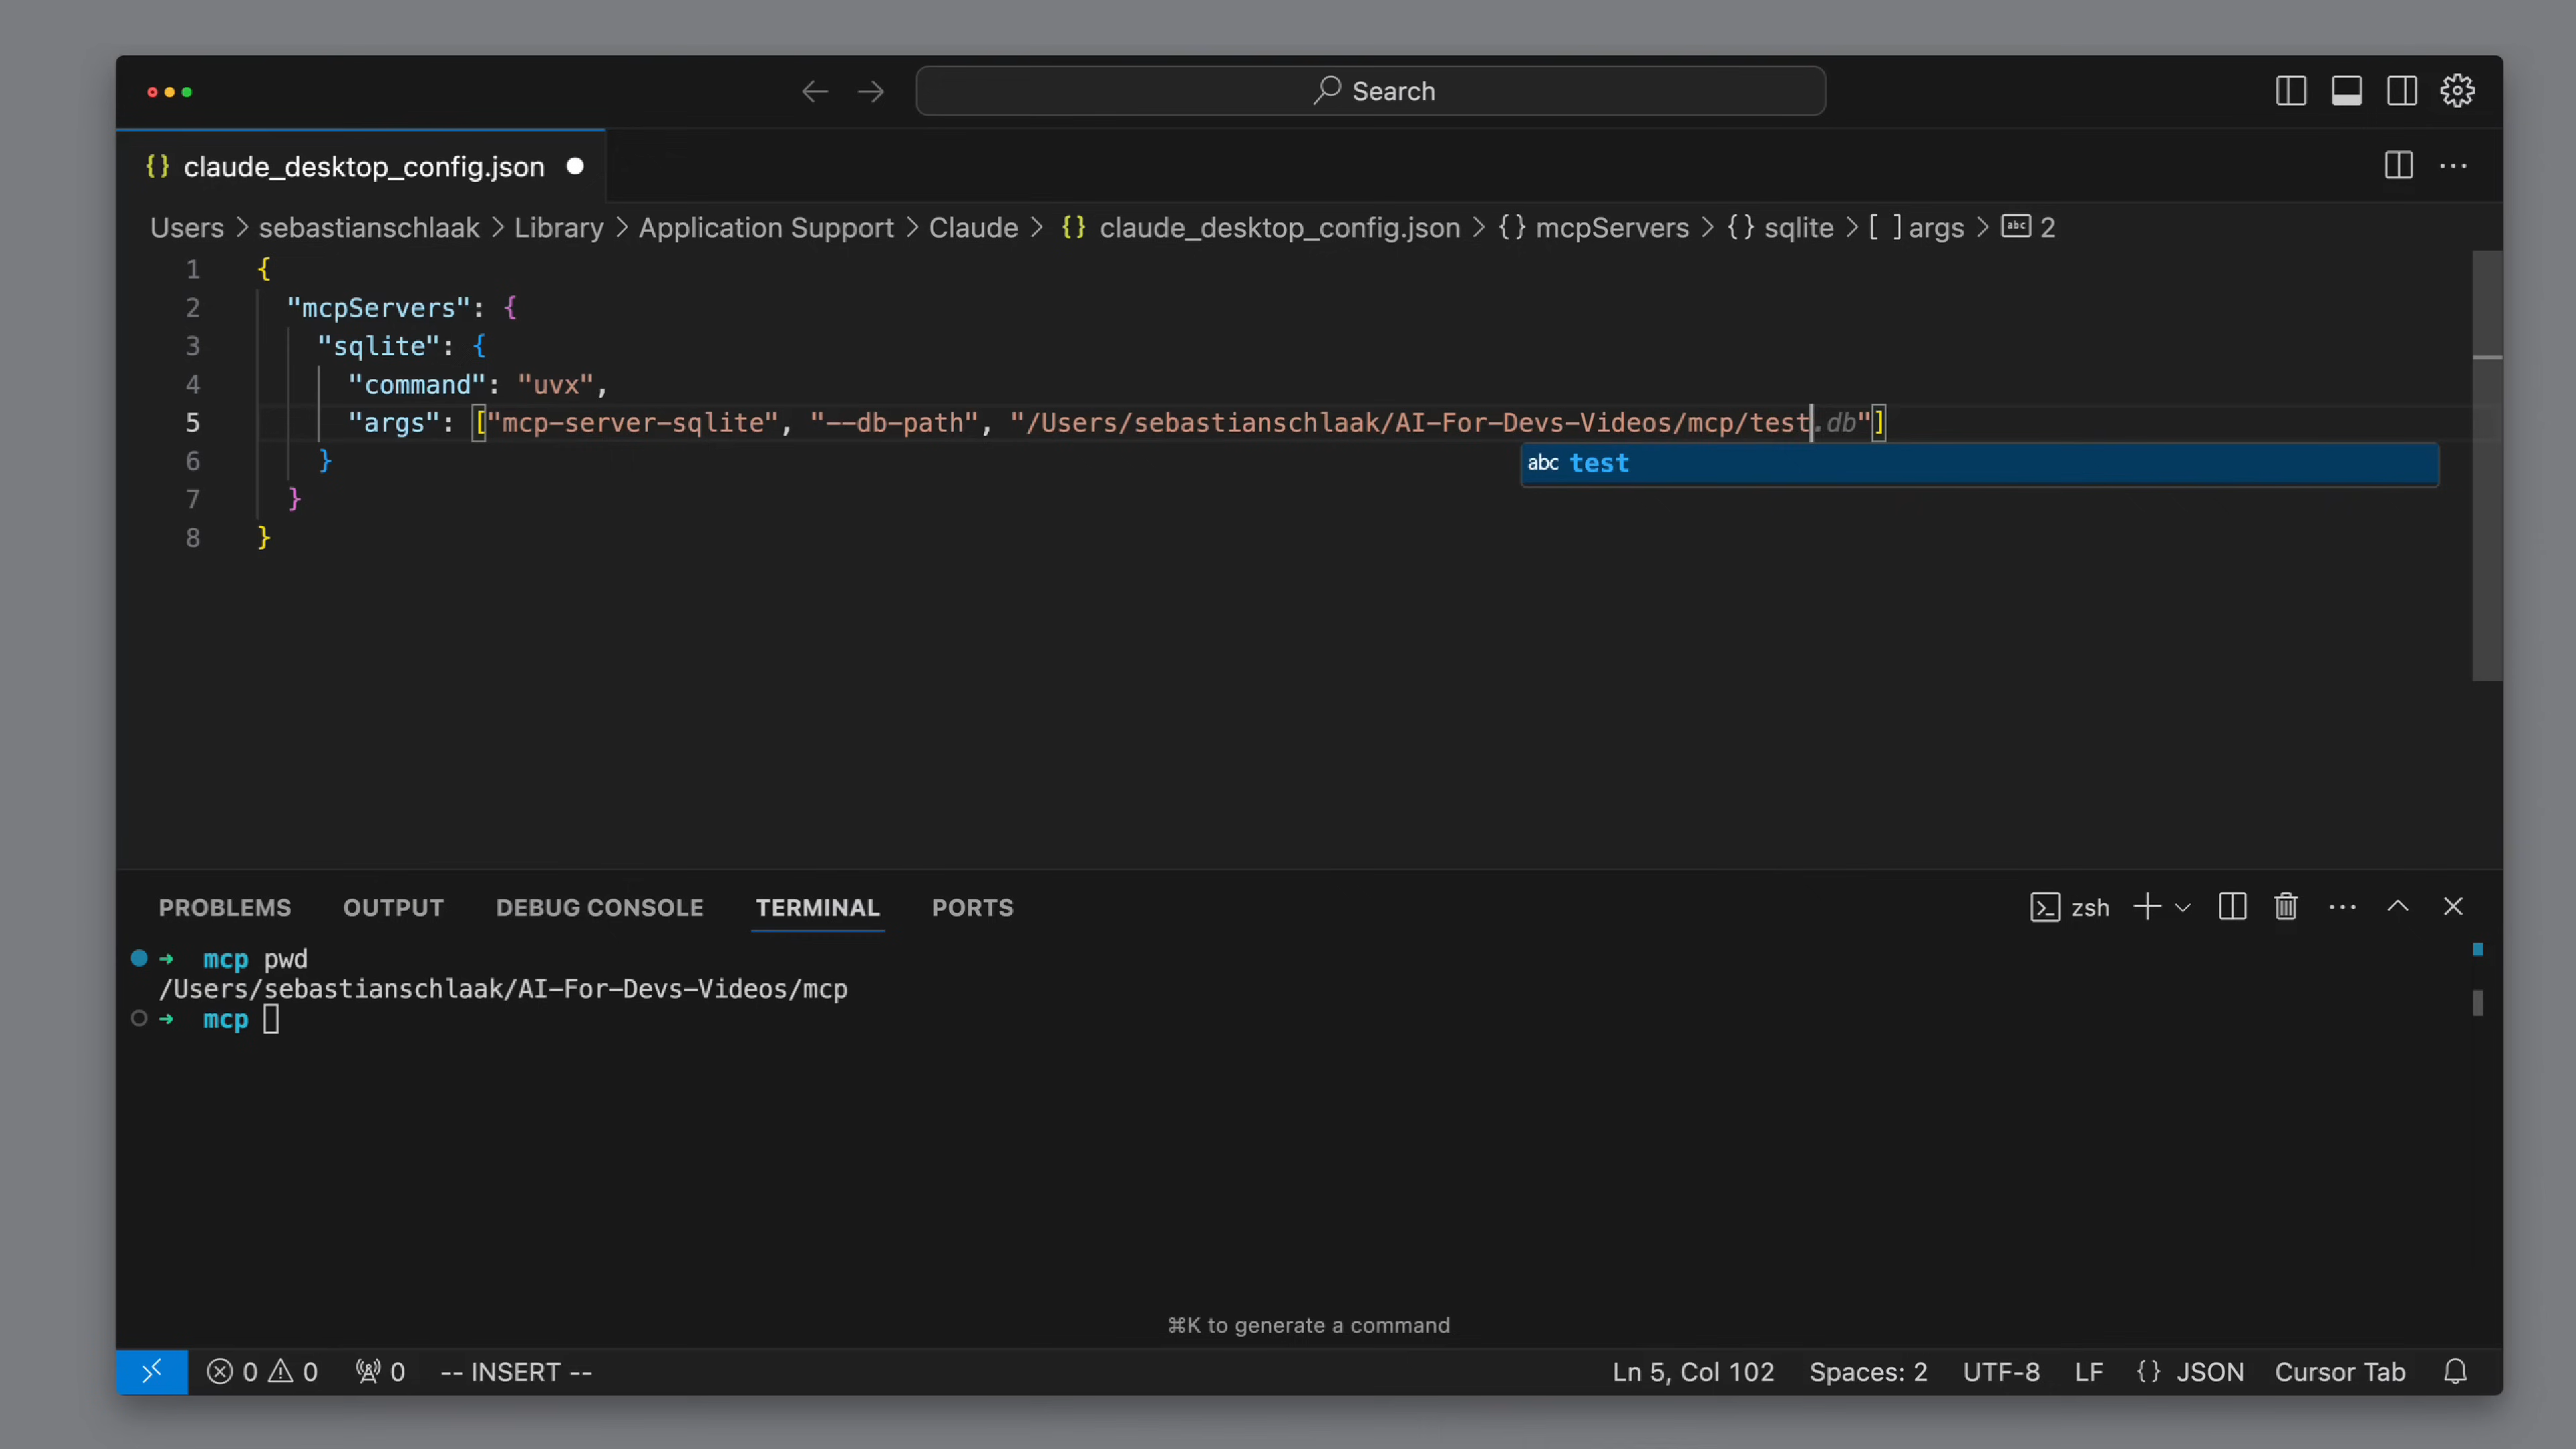 Search
{} claude_desktop_config.json
Users > sebastianschlaak > Library > Application Support > Claude > {} claude_desktop_config.json > {} mcpServers > {} sqlite > [ ] args > abc 2
1 {
2 "mcpServers": {
3 "sqlite": {
4 "command": "uvx",
5 "args": ["mcp-server-sqlite", "--db-path", "/Users/sebastianschlaak/AI-For-Devs-Videos/mcp/test.db"]
abc test
6 }
7 }
8 }
PROBLEMS OUTPUT DEBUG CONSOLE TERMINAL PORTS zsh
→ mcp pwd
/Users/sebastianschlaak/AI-For-Devs-Videos/mcp
→ mcp
⌘K to generate a command
0 0 0 -- INSERT -- Ln 5, Col 102 Spaces: 2 UTF-8 LF {} JSON Cursor Tab